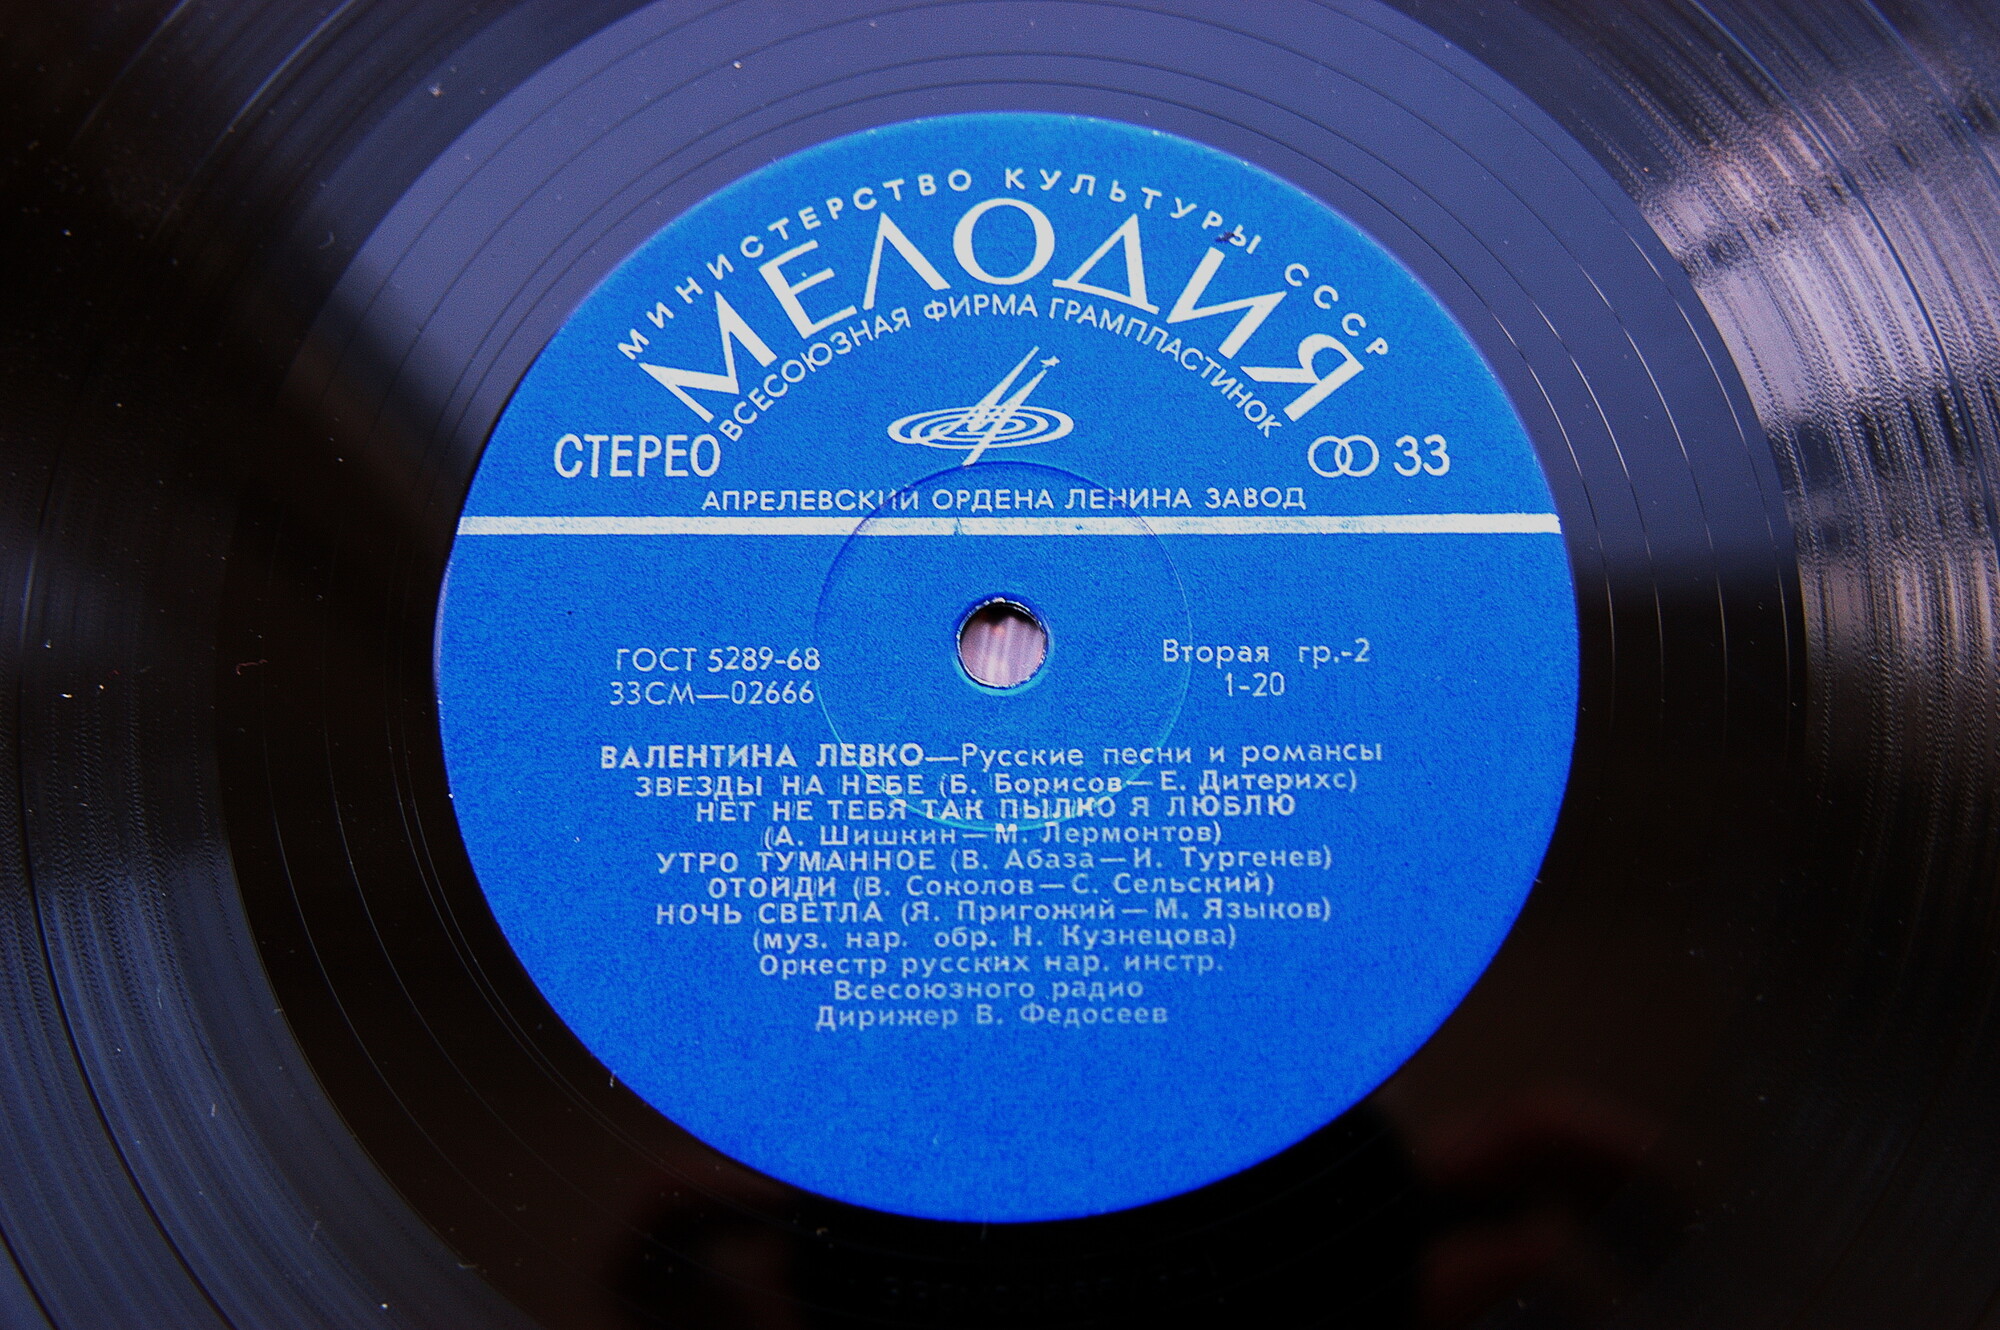 МИНИСТЕРСТВО КУЛЬТУРЫ СССР
МЕЛОДИЯ
ВСЕСОЮЗНАЯ ФИРМА ГРАМПЛАСТИНОК
СТЕРЕО
33
АПРЕЛЕВСКИЙ ОРДЕНА ЛЕНИНА ЗАВОД
ГОСТ 5289-68
Вторая гр.-2
33СМ—02666
1-20
ВАЛЕНТИНА ЛЕВКО—Русские песни и романсы
ЗВЕЗДЫ НА НЕБЕ (Б. Борисов—Е. Дитерихс)
НЕТ НЕ ТЕБЯ ТАК ПЫЛКО Я ЛЮБЛЮ
(А. Шишкин—М. Лермонтов)
УТРО ТУМАННОЕ (В. Абаза—И. Тургенев)
ОТОЙДИ (В. Соколов—С. Сельский)
НОЧЬ СВЕТЛА (Я. Пригожий—М. Языков)
(муз. нар. обр. Н. Кузнецова)
Оркестр русских нар. инстр.
Всесоюзного радио
Дирижер В. Федосеев